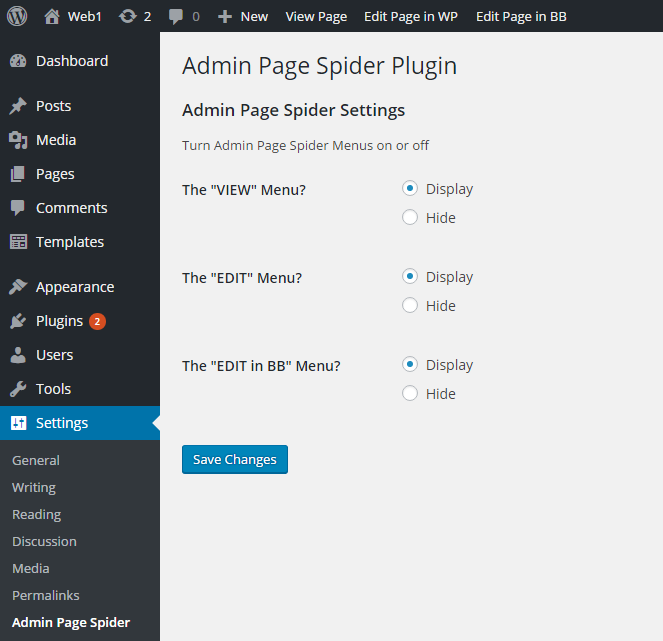 Web1 2 0 New View Page Edit Page in WP Edit Page in BB
Dashboard
Posts
Media
Pages
Comments
Templates
Appearance
Plugins 2
Users
Tools
Settings
General
Writing
Reading
Discussion
Media
Permalinks
Admin Page Spider
Admin Page Spider Plugin
Admin Page Spider Settings
Turn Admin Page Spider Menus on or off
The "VIEW" Menu? Display
Hide
The "EDIT" Menu? Display
Hide
The "EDIT in BB" Menu? Display
Hide
Save Changes